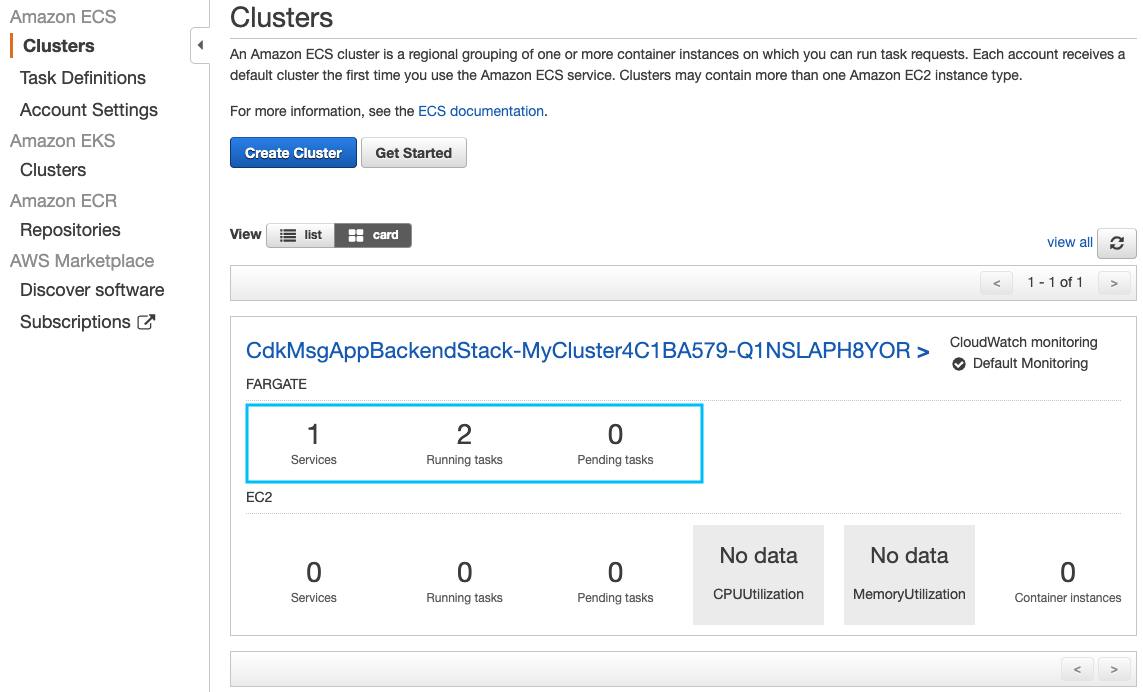 Amazon ECS
Clusters
Task Definitions
Account Settings
Amazon EKS
Clusters
Amazon ECR
Repositories
AWS Marketplace
Discover software
Subscriptions
Clusters
An Amazon ECS cluster is a regional grouping of one or more container instances on which you can run task requests. Each account receives a
default cluster the first time you use the Amazon ECS service. Clusters may contain more than one Amazon EC2 instance type.
For more information, see the ECS documentation.
Create Cluster Get Started
View list card
view all
< 1 - 1 of 1 >
CdkMsgAppBackendStack-MyCluster4C1BA579-Q1NSLAPH8YOR >
CloudWatch monitoring
Default Monitoring
FARGATE
1 2 0
Services Running tasks Pending tasks
EC2
0 0 0 No data No data 0
Services Running tasks Pending tasks CPUUtilization MemoryUtilization Container instances
< >